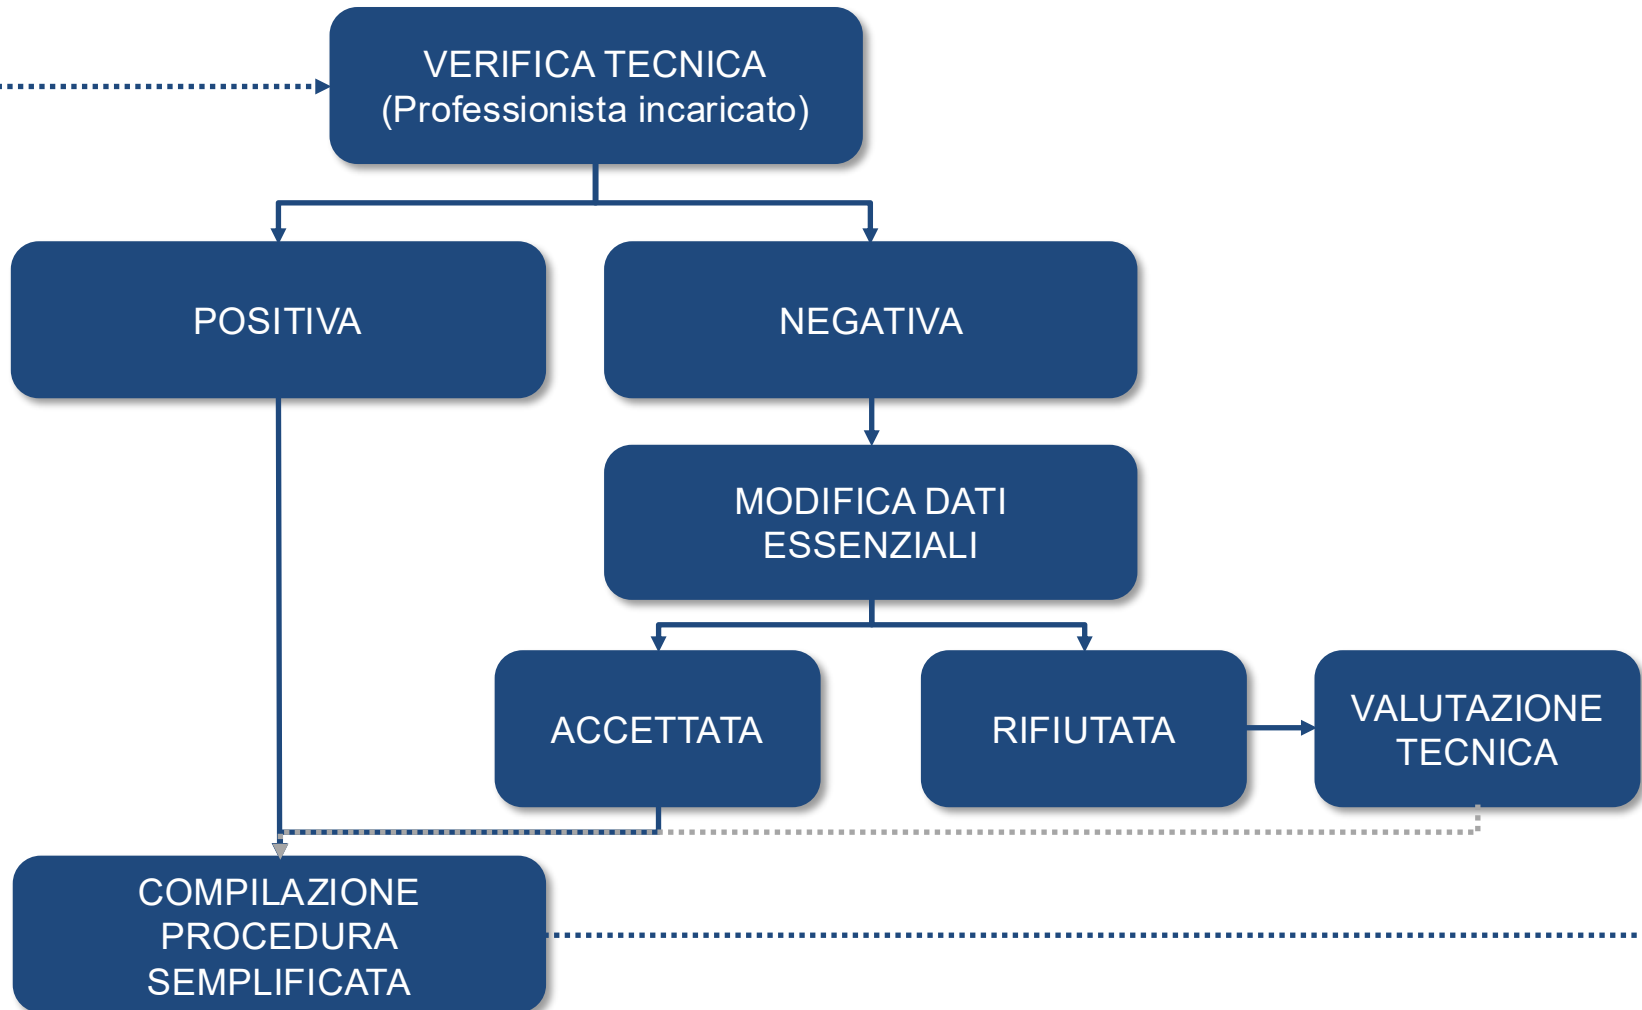 VERIFICA TECNICA
(Professionista incaricato)
POSITIVA
NEGATIVA
MODIFICA DATI
ESSENZIALI
ACCETTATA
RIFIUTATA
VALUTAZIONE
TECNICA
COMPILAZIONE
PROCEDURA
SEMPLIFICATA